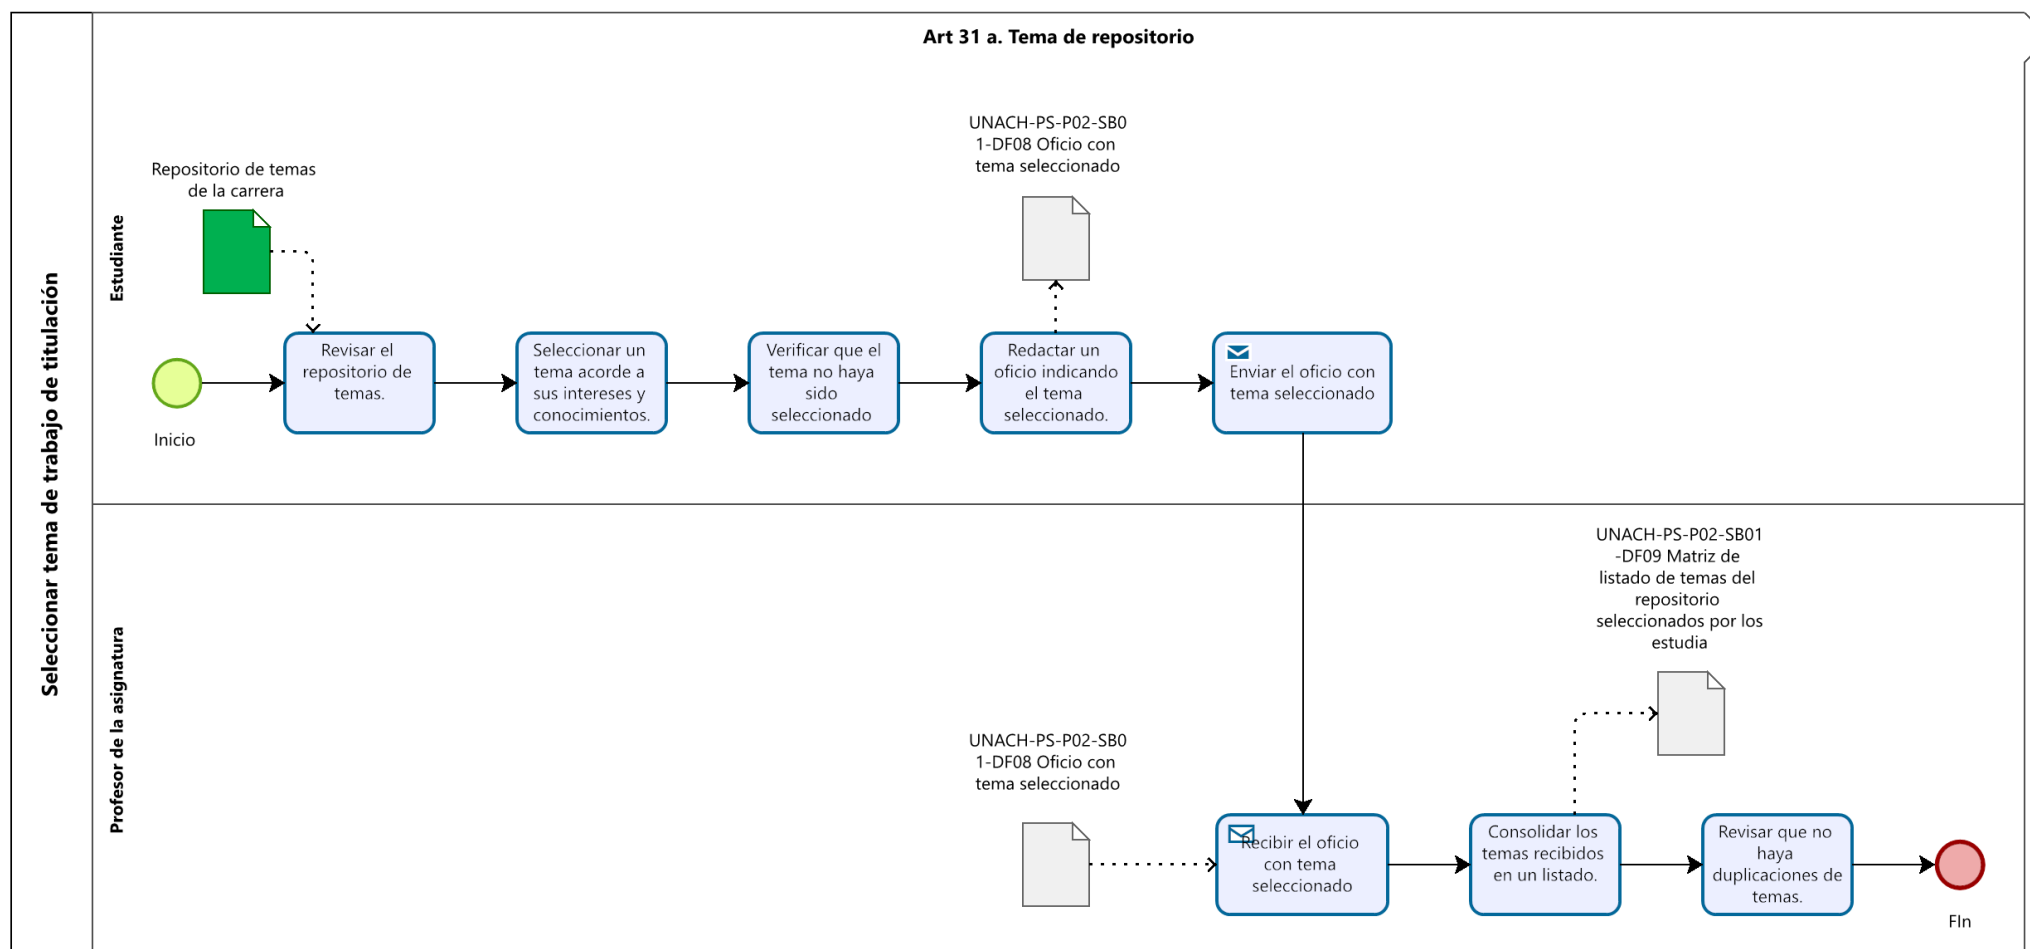 Art 31 a. Tema de repositorio
Seleccionar tema de trabajo de titulación
Estudiante
Repositorio de temas
de la carrera
UNACH-PS-P02-SB0
1-DF08 Oficio con
tema seleccionado
Inicio
Revisar el
repositorio de
temas.
Seleccionar un
tema acorde a
sus intereses y
conocimientos.
Verificar que el
tema no haya
sido
seleccionado
Redactar un
oficio indicando
el tema
seleccionado.
Enviar el oficio con
tema seleccionado
Profesor de la asignatura
UNACH-PS-P02-SB0
1-DF08 Oficio con
tema seleccionado
UNACH-PS-P02-SB01
-DF09 Matriz de
listado de temas del
repositorio
seleccionados por los
estudia
Recibir el oficio
con tema
seleccionado
Consolidar los
temas recibidos
en un listado.
Revisar que no
haya
duplicaciones de
temas.
FIn